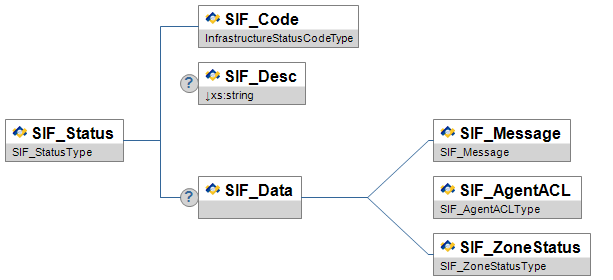 SIF_Code
InfrastructureStatusCodeType
?
SIF_Desc
↓xs:string
SIF_Status
SIF_StatusType
?
SIF_Data
SIF_Message
SIF_Message
SIF_AgentACL
SIF_AgentACLType
SIF_ZoneStatus
SIF_ZoneStatusType